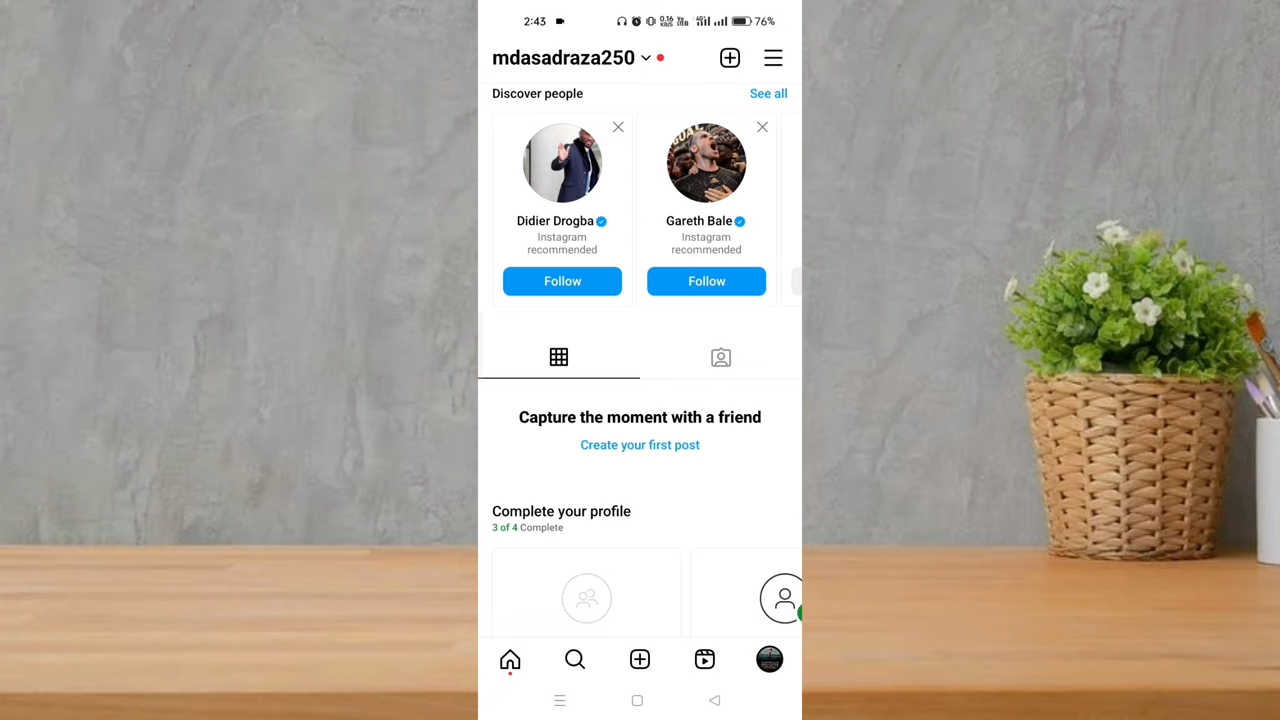 2:43
76%
mdasadraza250
Discover people
See all
Didier Drogba
Instagram
recommended
Follow
Gareth Bale
Instagram
recommended
Follow
Capture the moment with a friend
Create your first post
Complete your profile
3 of 4 Complete